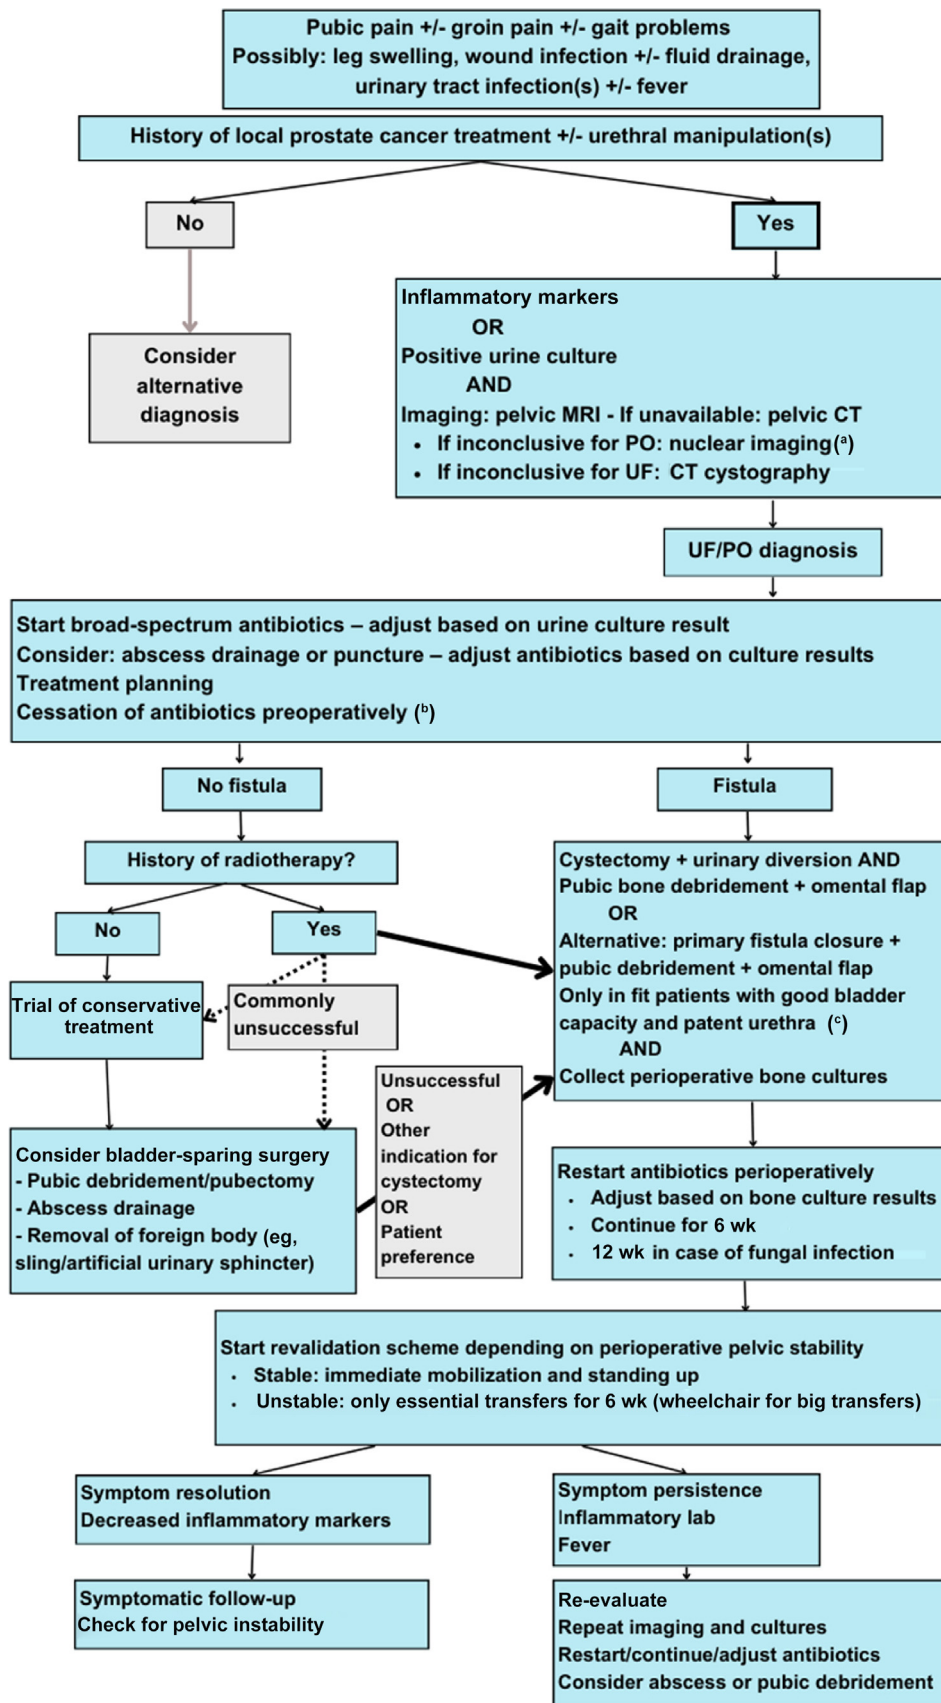 Pubic pain +/- groin pain +/- gait problems
Possibly: leg swelling, wound infection +/- fluid drainage,
urinary tract infection(s) +/- fever
History of local prostate cancer treatment +/- urethral manipulation(s)
No
Yes
Consider
alternative
diagnosis
Inflammatory markers
OR
Positive urine culture
AND
Imaging: pelvic MRI - If unavailable: pelvic CT
• If inconclusive for PO: nuclear imaging(a)
• If inconclusive for UF: CT cystography
UF/PO diagnosis
Start broad-spectrum antibiotics – adjust based on urine culture result
Consider: abscess drainage or puncture – adjust antibiotics based on culture results
Treatment planning
Cessation of antibiotics preoperatively (b)
No fistula
Fistula
History of radiotherapy?
No
Yes
Trial of conservative
treatment
Commonly
unsuccessful
Cystectomy + urinary diversion AND
Pubic bone debridement + omental flap
OR
Alternative: primary fistula closure +
pubic debridement + omental flap
Only in fit patients with good bladder
capacity and patent urethra (c)
AND
Collect perioperative bone cultures
Unsuccessful
OR
Other
indication for
cystectomy
OR
Patient
preference
Consider bladder-sparing surgery
- Pubic debridement/pubectomy
- Abscess drainage
- Removal of foreign body (eg,
sling/artificial urinary sphincter)
Restart antibiotics perioperatively
• Adjust based on bone culture results
• Continue for 6 wk
• 12 wk in case of fungal infection
Start revalidation scheme depending on perioperative pelvic stability
• Stable: immediate mobilization and standing up
• Unstable: only essential transfers for 6 wk (wheelchair for big transfers)
Symptom resolution
Decreased inflammatory markers
Symptom persistence
Inflammatory lab
Fever
Symptomatic follow-up
Check for pelvic instability
Re-evaluate
Repeat imaging and cultures
Restart/continue/adjust antibiotics
Consider abscess or pubic debridement